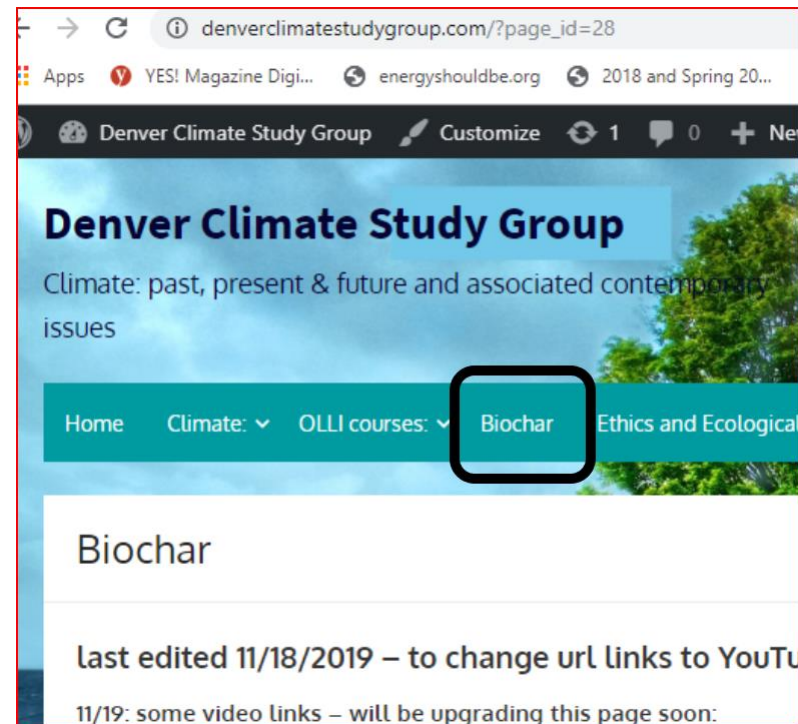 denverclimatestudygroup.com/?page_id=28
Apps YES! Magazine Digi... energyshouldbe.org 2018 and Spring 20...
Denver Climate Study Group Customize 1 0 + Ne
Denver Climate Study Group
Climate: past, present & future and associated contemporary
issues
Home Climate: OLLI courses: Biochar Ethics and Ecological
Biochar
last edited 11/18/2019 – to change url links to YouTu
11/19: some video links – will be upgrading this page soon: